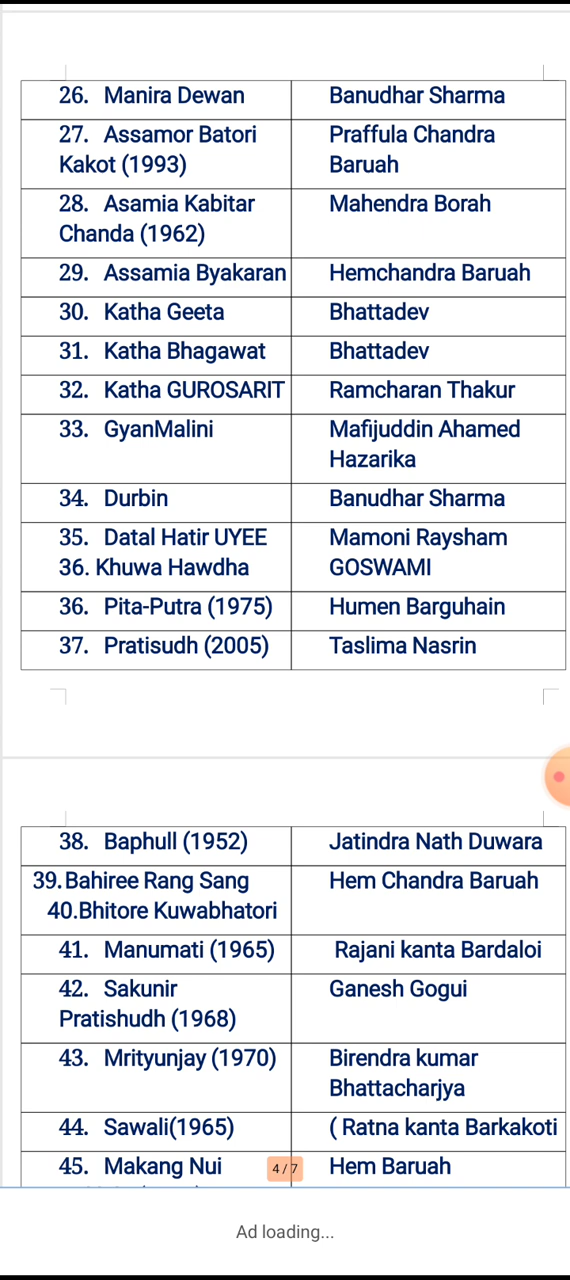 26. Manira Dewan
Banudhar Sharma
27. Assamor Batori
Kakot (1993)
Praffula Chandra
Baruah
28. Asamia Kabitar
Chanda (1962)
Mahendra Borah
29. Assamia Byakaran
Hemchandra Baruah
30. Katha Geeta
Bhattadev
31. Katha Bhagawat
Bhattadev
32. Katha GUROSARIT
Ramcharan Thakur
33. GyanMalini
Mafijuddin Ahamed
Hazarika
34. Durbin
Banudhar Sharma
35. Datal Hatir UYEE
36. Khuwa Hawdha
Mamoni Raysham
GOSWAMI
36. Pita-Putra (1975)
Humen Barguhain
37. Pratisudh (2005)
Taslima Nasrin
38. Baphull (1952)
Jatindra Nath Duwara
39. Bahiree Rang Sang
40.Bhitore Kuwabhatori
Hem Chandra Baruah
41. Manumati (1965)
Rajani kanta Bardaloi
42. Sakunir
Pratishudh (1968)
Ganesh Gogui
43. Mrityunjay (1970)
Birendra kumar
Bhattacharjya
44. Sawali(1965)
( Ratna kanta Barkakoti
45. Makang Nui
Hem Baruah
4 / 7
Ad loading...